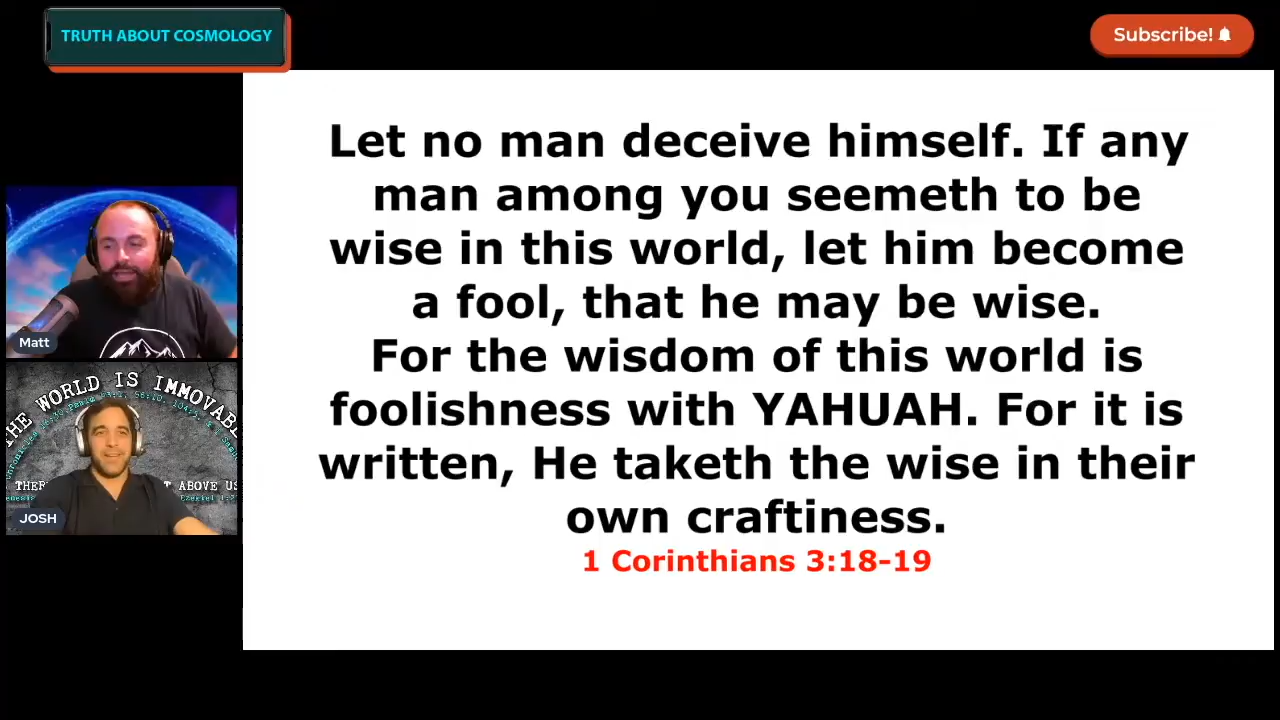 TRUTH ABOUT COSMOLOGY
Subscribe!
Let no man deceive himself. If any
man among you seemeth to be
wise in this world, let him become
a fool, that he may be wise.
For the wisdom of this world is
foolishness with YAHUAH. For it is
written, He taketh the wise in their
own craftiness.
1 Corinthians 3:18-19
Matt
THE WORLD IS IMMOVABL
JOSH